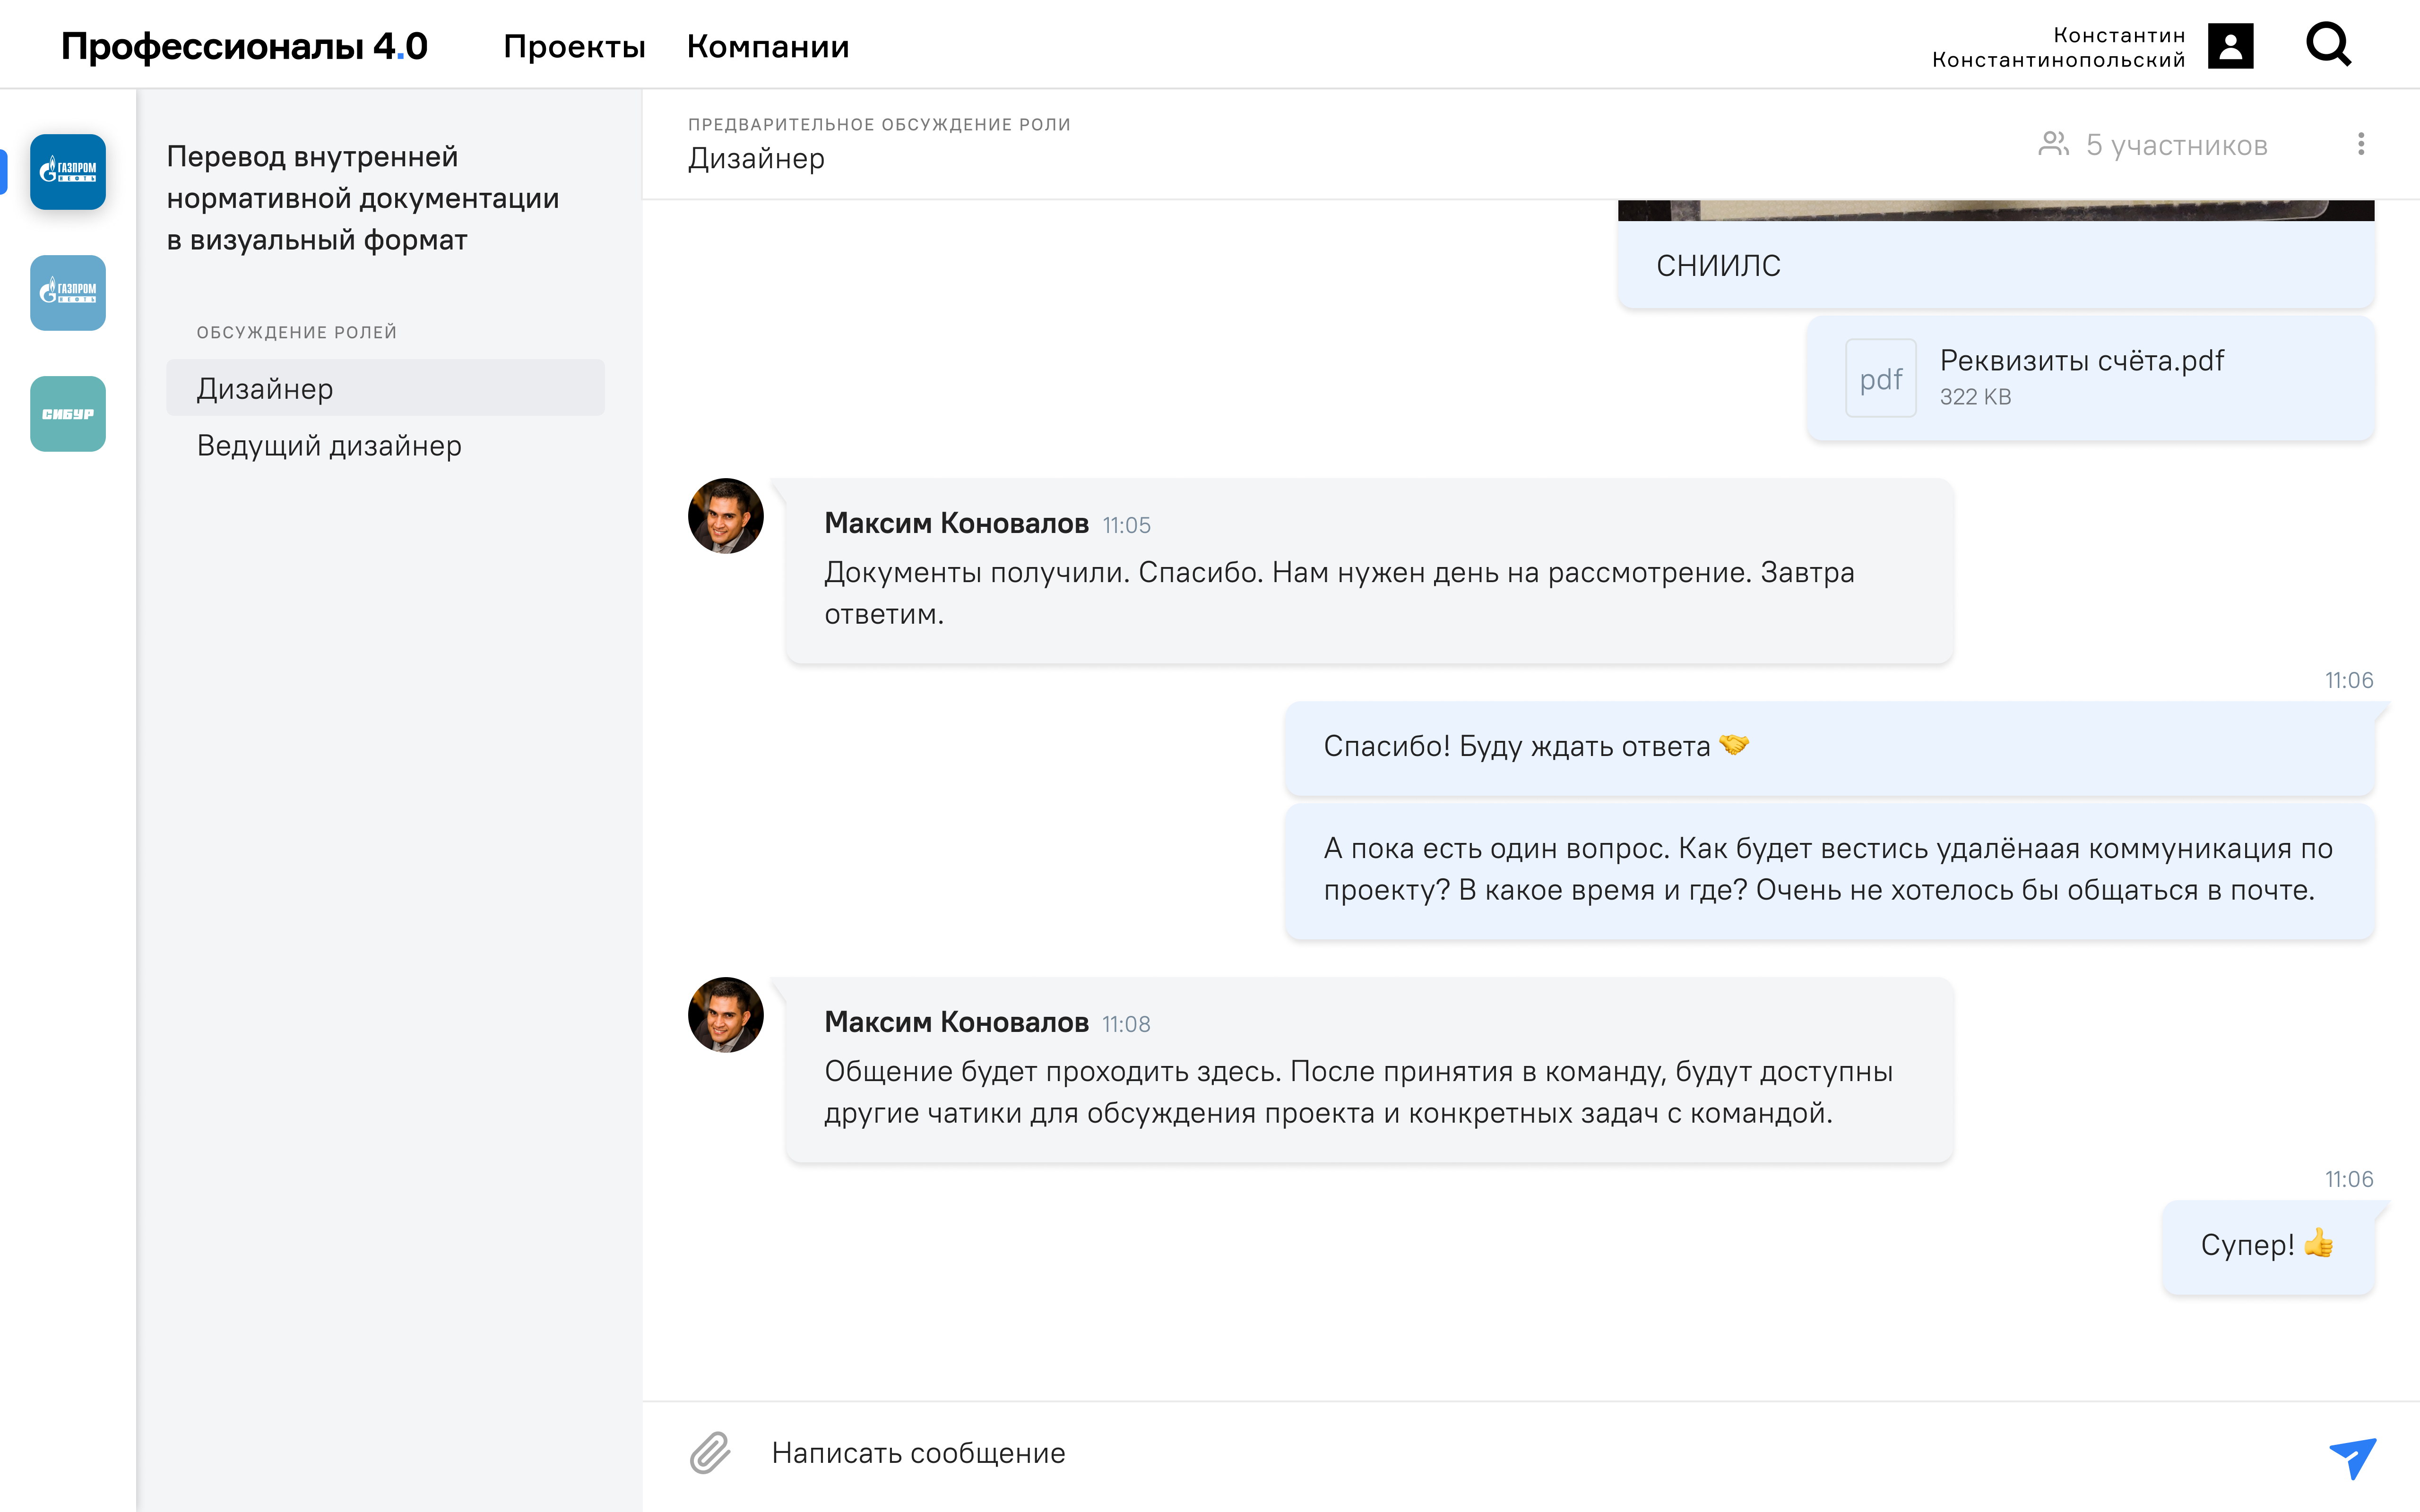 Профессионалы 4.0
Проекты
Компании
Константин
Константинопольский
ГАЗПРОМ
НЕФТЬ
ГАЗПРОМ
НЕФТЬ
СИБУР
Перевод внутренней
нормативной документации
в визуальный формат
ОБСУЖДЕНИЕ РОЛЕЙ
Дизайнер
Ведущий дизайнер
ПРЕДВАРИТЕЛЬНОЕ ОБСУЖДЕНИЕ РОЛИ
Дизайнер
5 участников
СНИИЛС
pdf
Реквизиты счёта.pdf
322 KB
Максим Коновалов 11:05
Документы получили. Спасибо. Нам нужен день на рассмотрение. Завтра
ответим.
11:06
Спасибо! Буду ждать ответа 🤝
А пока есть один вопрос. Как будет вестись удалёнаая коммуникация по
проекту? В какое время и где? Очень не хотелось бы общаться в почте.
Максим Коновалов 11:08
Общение будет проходить здесь. После принятия в команду, будут доступны
другие чатики для обсуждения проекта и конкретных задач с командой.
11:06
Супер! 👍
Написать сообщение